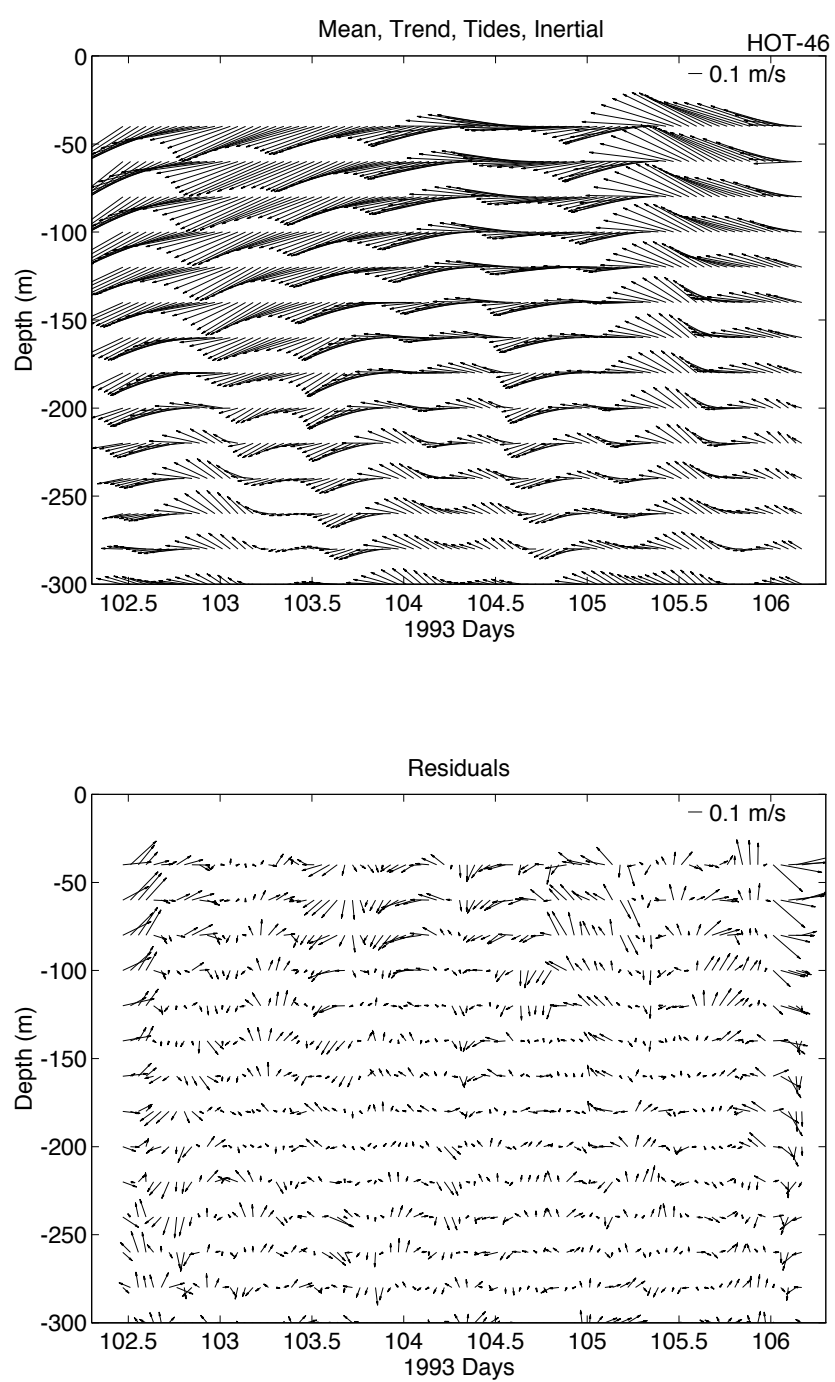 Mean, Trend, Tides, Inertial
HOT-46
0.1 m/s
0
-50
-100
-150
-200
-250
-300
Depth (m)
102.5 103 103.5 104 104.5 105 105.5 106
1993 Days
Residuals
0.1 m/s
0
-50
-100
-150
-200
-250
-300
Depth (m)
102.5 103 103.5 104 104.5 105 105.5 106
1993 Days